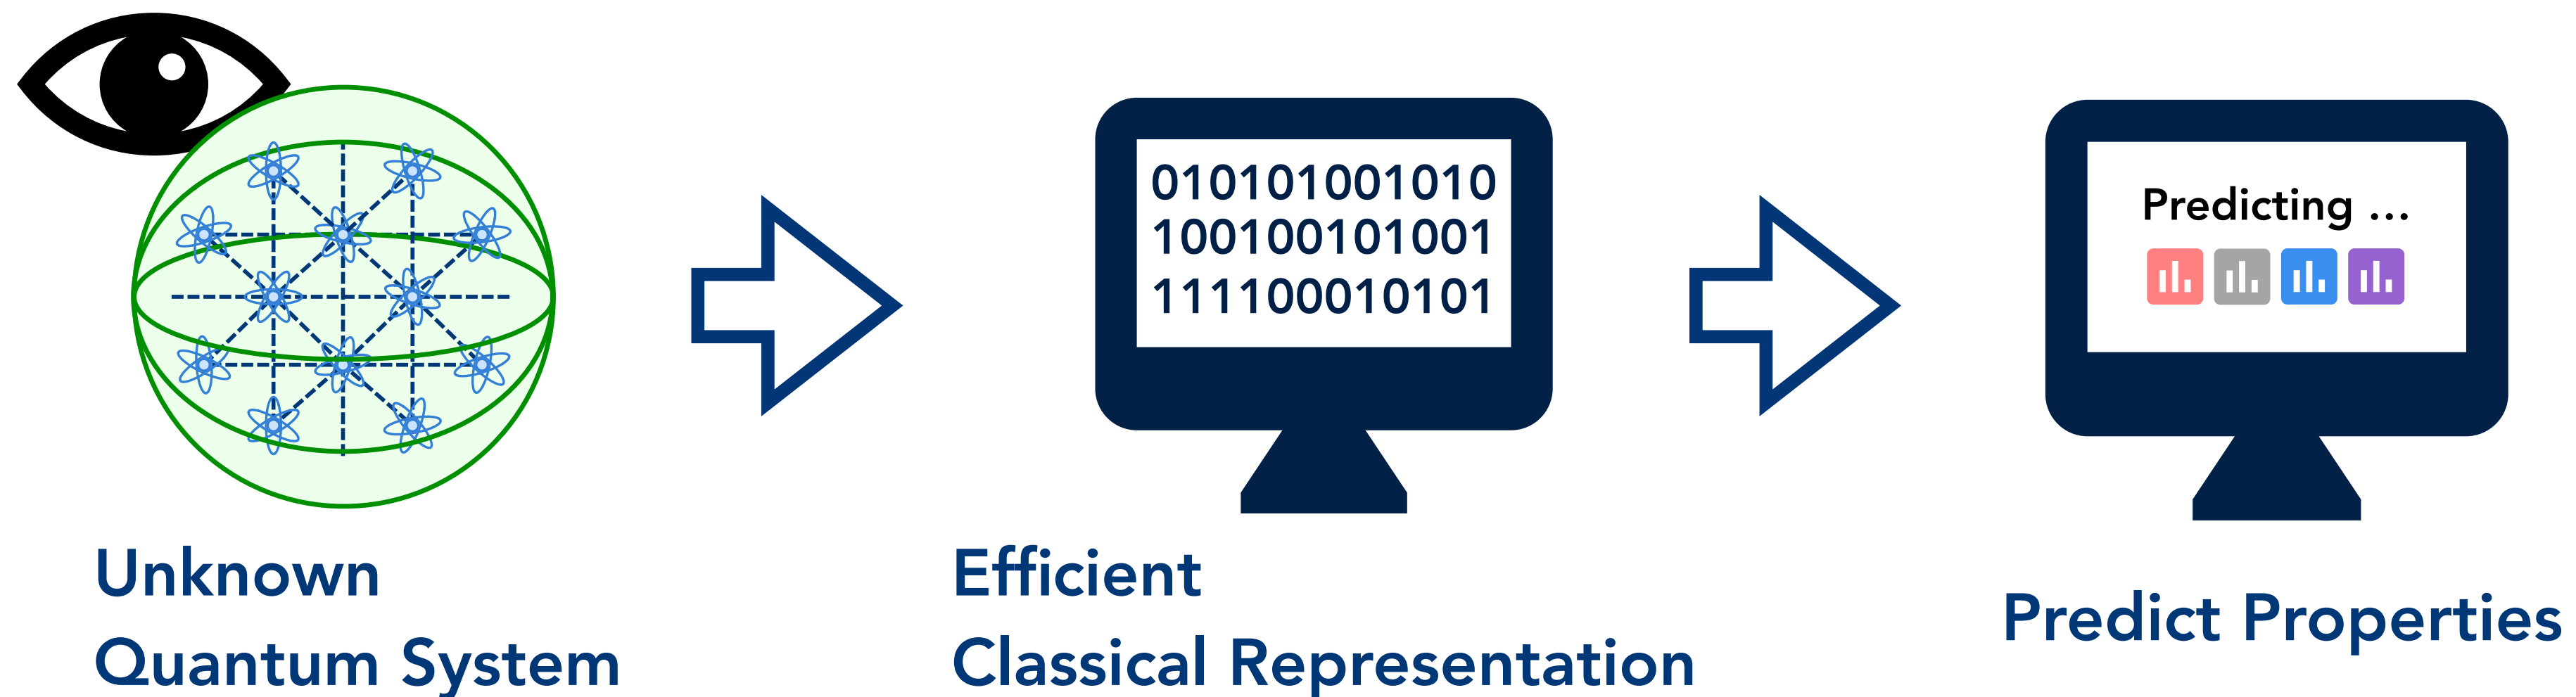 010101001010
100100101001
111100010101
Predicting ...
Unknown
Quantum System
Efficient
Classical Representation
Predict Properties